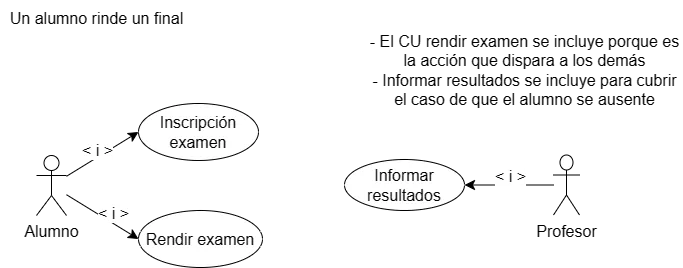 Un alumno rinde un final
- El CU rendir examen se incluye porque es
la acción que dispara a los demás
- Informar resultados se incluye para cubrir
el caso de que el alumno se ausente
Inscripción
examen
< i >
Alumno
< i >
Rendir examen
Informar
resultados
< i >
Profesor